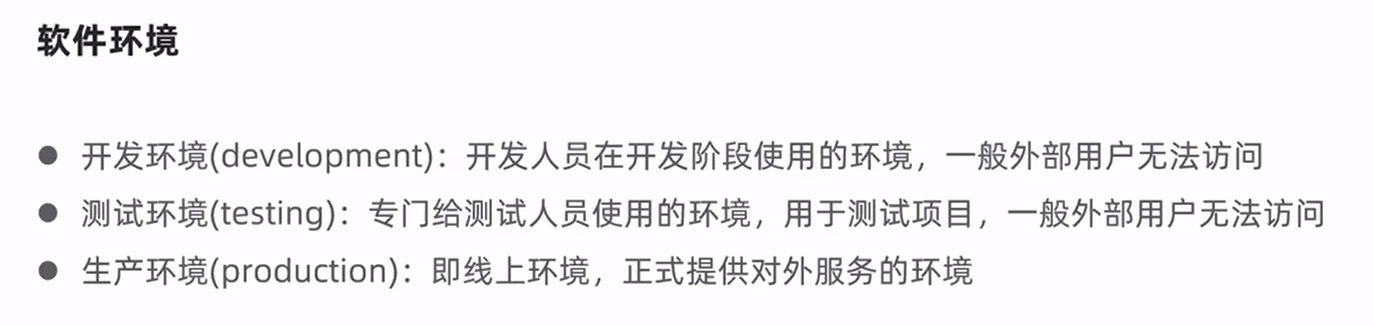 软件环境
● 开发环境(development)：开发人员在开发阶段使用的环境，一般外部用户无法访问
● 测试环境(testing)：专门给测试人员使用的环境，用于测试项目，一般外部用户无法访问
● 生产环境(production)：即线上环境，正式提供对外服务的环境